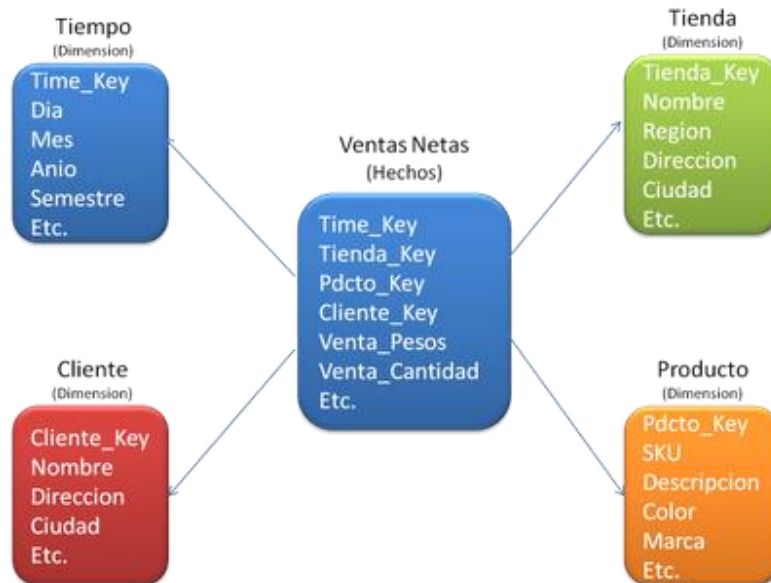 Tiempo
(Dimension)
Time_Key
Dia
Mes
Anio
Semestre
Etc.
Tienda
(Dimension)
Tienda_Key
Nombre
Region
Direccion
Ciudad
Etc.
Ventas Netas
(Hechos)
Time_Key
Tienda_Key
Pdcto_Key
Cliente_Key
Venta_Pesos
Venta_Cantidad
Etc.
Cliente
(Dimension)
Cliente_Key
Nombre
Direccion
Ciudad
Etc.
Producto
(Dimension)
Pdcto_Key
SKU
Descripcion
Color
Marca
Etc.